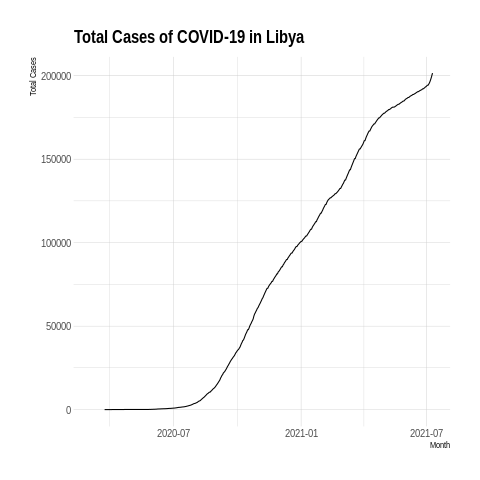 Total Cases of COVID-19 in Libya
Total Cases
200000
150000
100000
50000
0
2020-07 2021-01 2021-07
Month